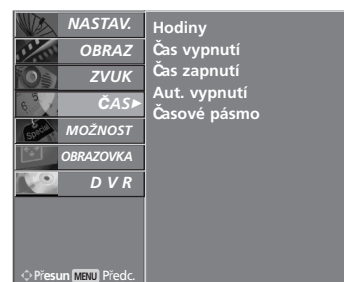 NASTAV.
OBRAZ
ZVUK
ČAS
MOŽNOST
OBRAZOVKA
D V R
Hodiny
Čas vypnutí
Čas zapnutí
Aut. vypnutí
Časové pásmo
Přesun MENU Předc.